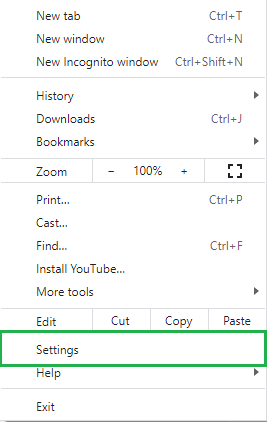 New tab Ctrl+T
New window Ctrl+N
New Incognito window Ctrl+Shift+N
History
Downloads Ctrl+J
Bookmarks
Zoom − 100% +
Print... Ctrl+P
Cast...
Find... Ctrl+F
Install YouTube...
More tools
Edit Cut Copy Paste
Settings
Help
Exit